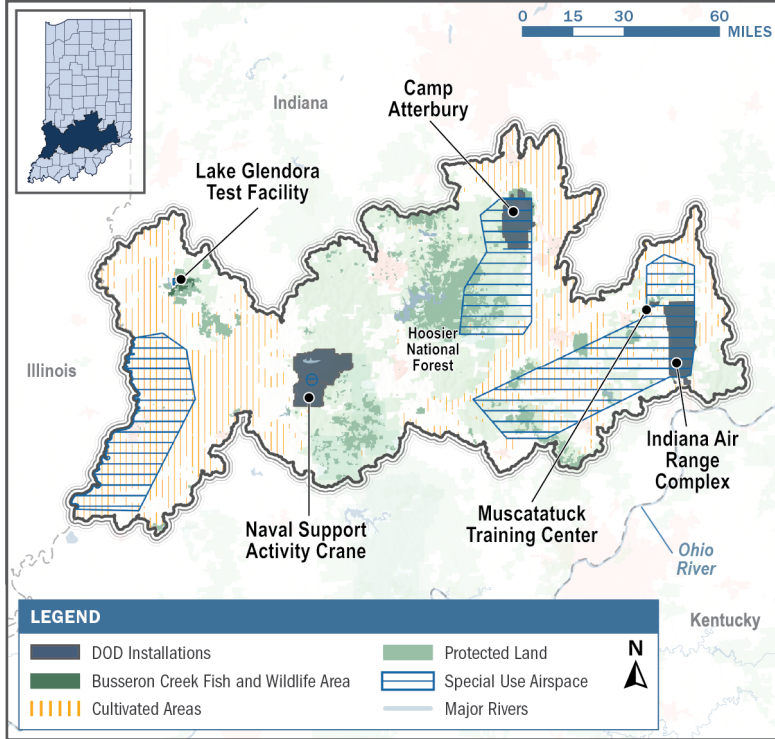 0 15 30 60
MILES
Indiana
Camp
Atterbury
Lake Glendora
Test Facility
Hoosier
National
Forest
Illinois
Indiana Air
Range
Complex
Muscatatuck
Training Center
Naval Support
Activity Crane
Ohio
River
Kentucky
LEGEND
DOD Installations
Busseron Creek Fish and Wildlife Area
Cultivated Areas
Protected Land
Special Use Airspace
Major Rivers
N